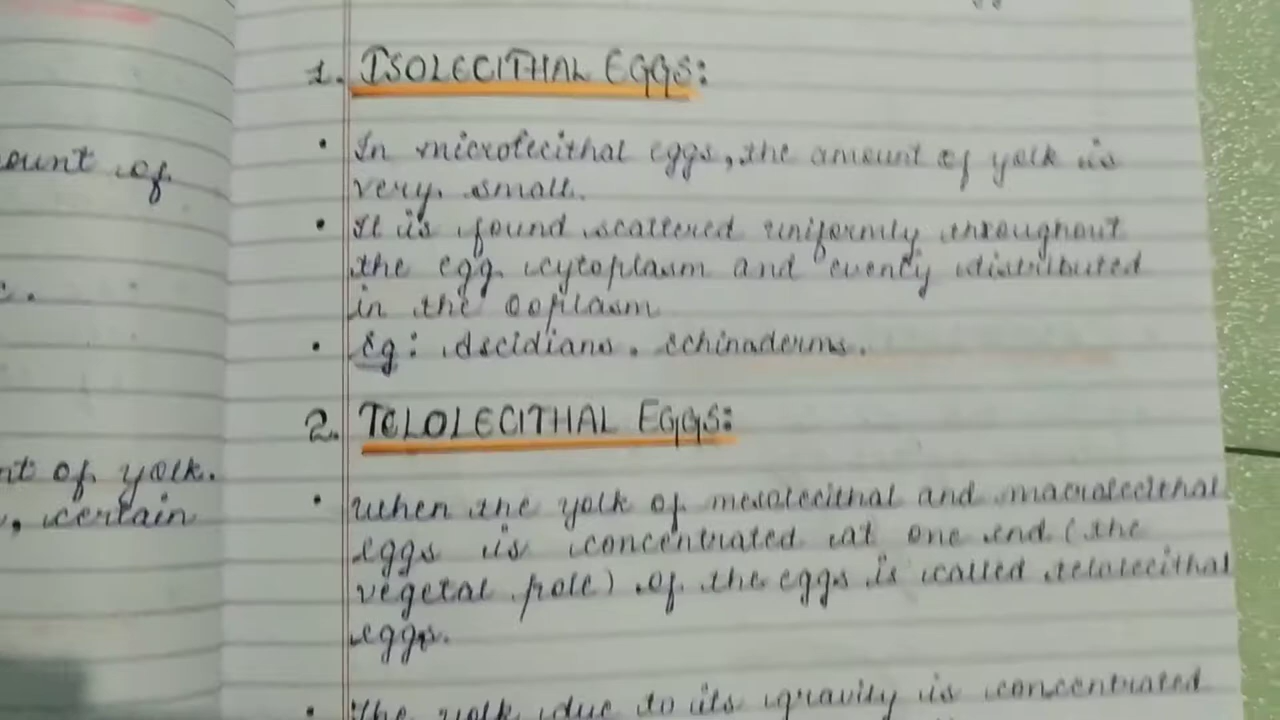 ount of
c.
nt of yolk.
, certain
1. ISOLECITHAL EGGS:
• In microlecithal eggs, the amount of yolk is
very small.
• It is found scattered uniformly throughout
the egg cytoplasm and evenly distributed
in the ooplasm
• Eg: Ascidians, Echinoderms.
2. TELOLECITHAL EGGS:
• When the yolk of mesolecithal and macrolecithal
eggs is concentrated at one end (the
vegetal pole) of the eggs is called telolecithal
eggs.
• The yolk due to its gravity is concentrated